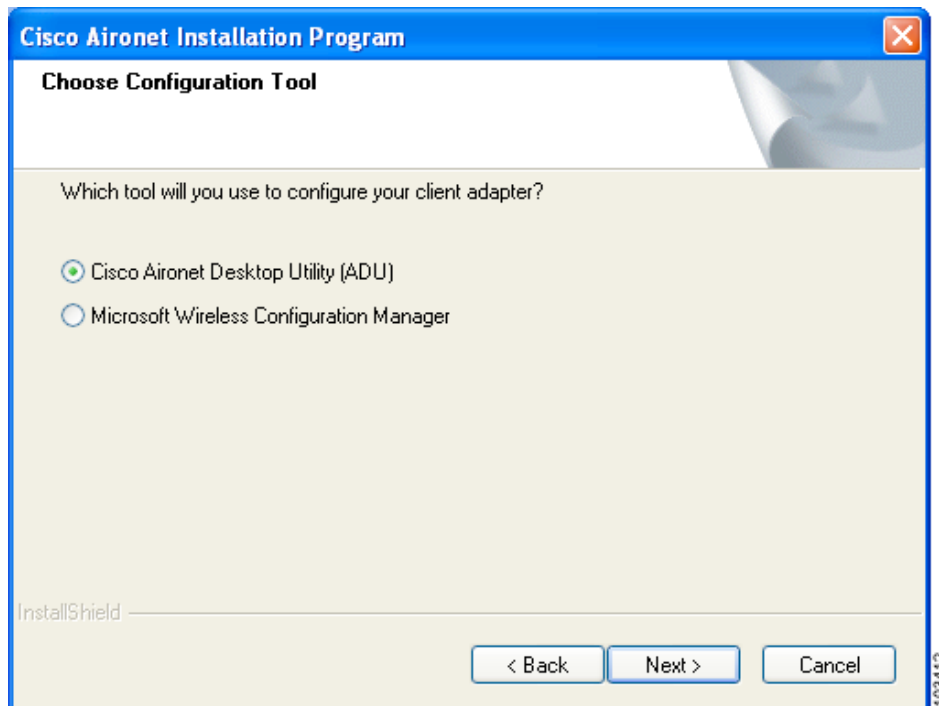 Cisco Aironet Installation Program
Choose Configuration Tool
Which tool will you use to configure your client adapter?
Cisco Aironet Desktop Utility (ADU)
Microsoft Wireless Configuration Manager
InstallShield
< Back Next > Cancel